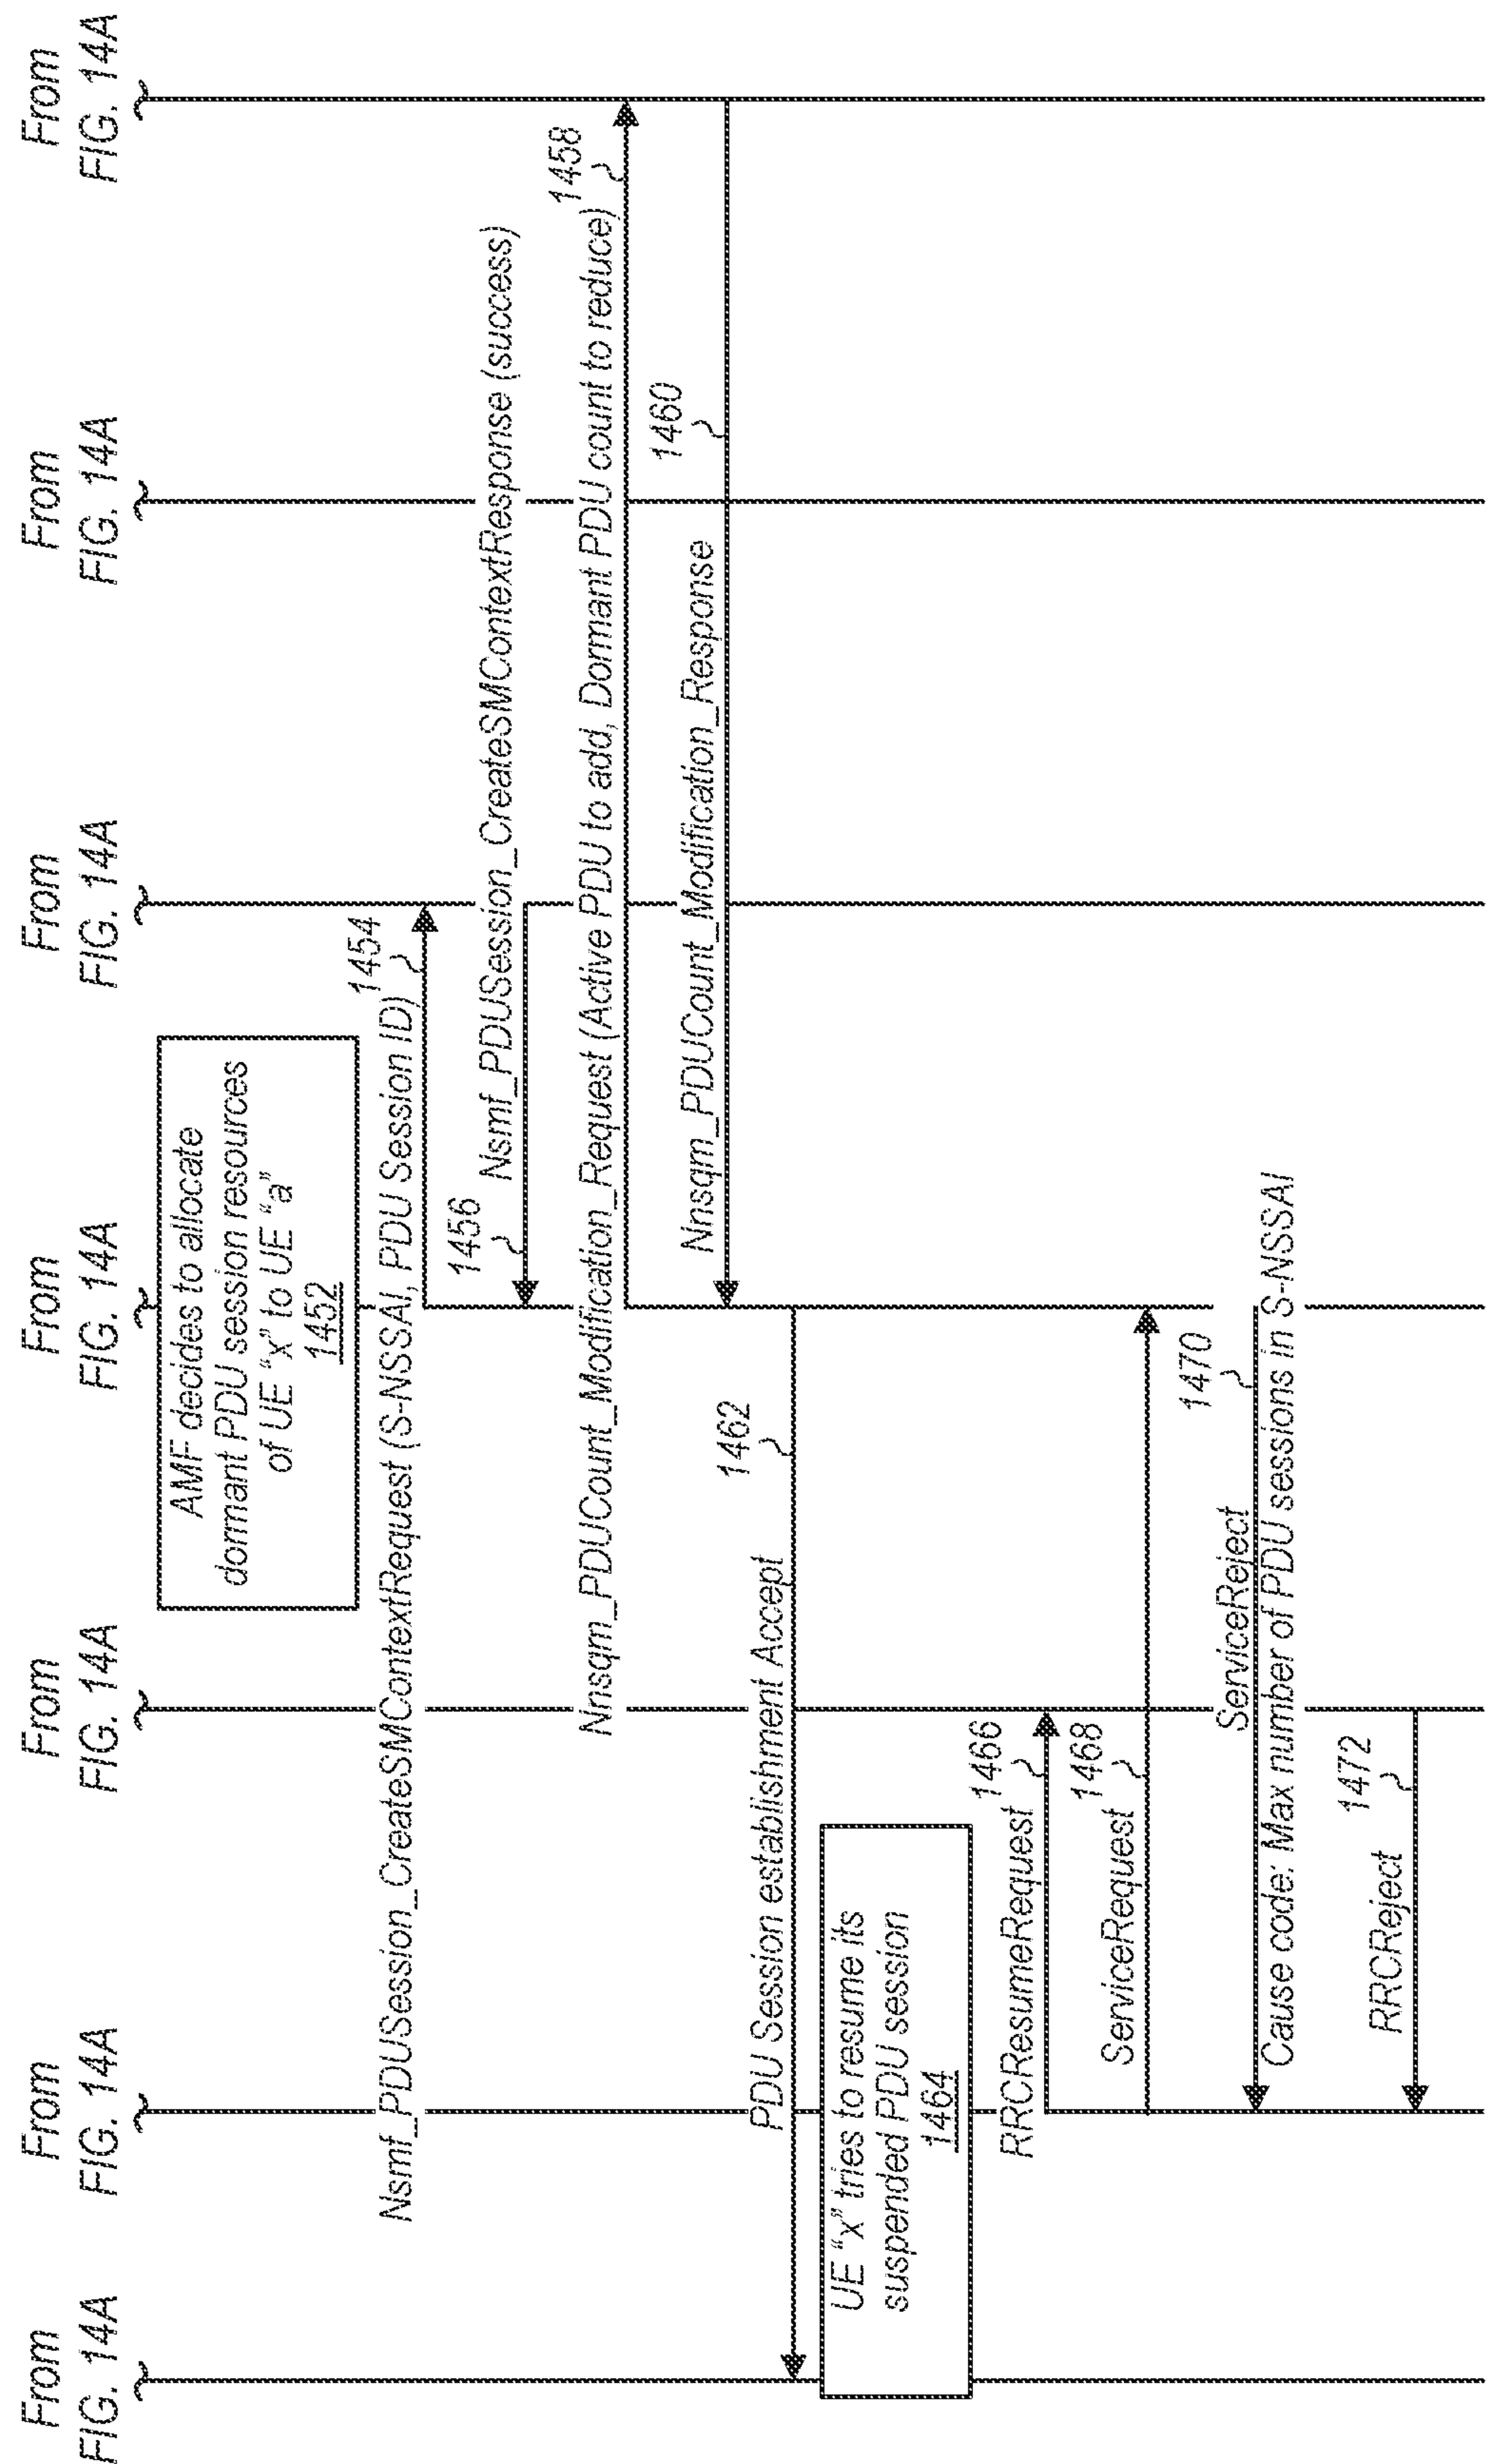 From
FIG. 14A
From
FIG. 14A
From
FIG. 14A
From
FIG. 14A
From
FIG. 14A
From
FIG. 14A
From
FIG. 14A
AMF decides to allocate
dormant PDU session resources
of UE “x” to UE “a”
1452
Nsmf_PDUSession_CreateSMContextRequest (S-NSSAI, PDU Session ID)
1454
1456
Nsmf_PDUSession_CreateSMContextResponse (success)
Nnsqm_PDUCount_Modification_Request (Active PDU to add, Dormant PDU count to reduce)
1458
Nnsqm_PDUCount_Modification_Response
1460
PDU Session establishment Accept
1462
UE “x” tries to resume its
suspended PDU session
1464
RRCResumeRequest
1466
ServiceRequest
1468
ServiceReject
1470
Cause code: Max number of PDU sessions in S-NSSAI
RRCReject
1472